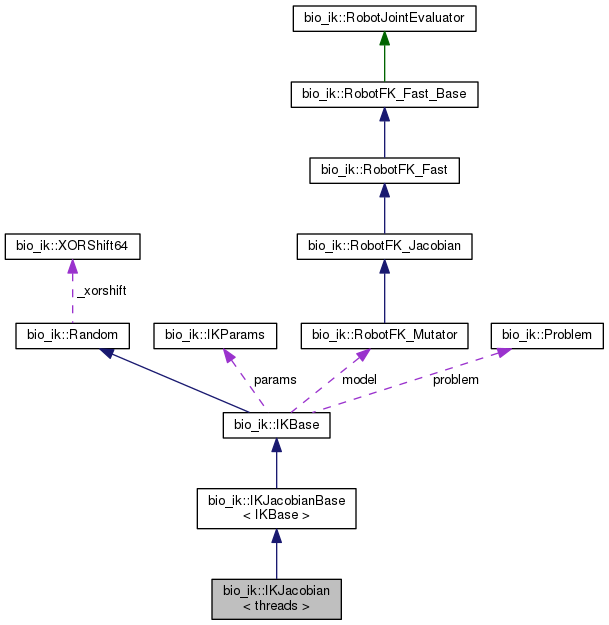 bio_ik::RobotJointEvaluator
bio_ik::RobotFK_Fast_Base
bio_ik::RobotFK_Fast
bio_ik::XORShift64
bio_ik::RobotFK_Jacobian
_xorshift
bio_ik::Random
bio_ik::IKParams
bio_ik::RobotFK_Mutator
bio_ik::Problem
params
model
problem
bio_ik::IKBase
bio_ik::IKJacobianBase
< IKBase >
bio_ik::IKJacobian
< threads >